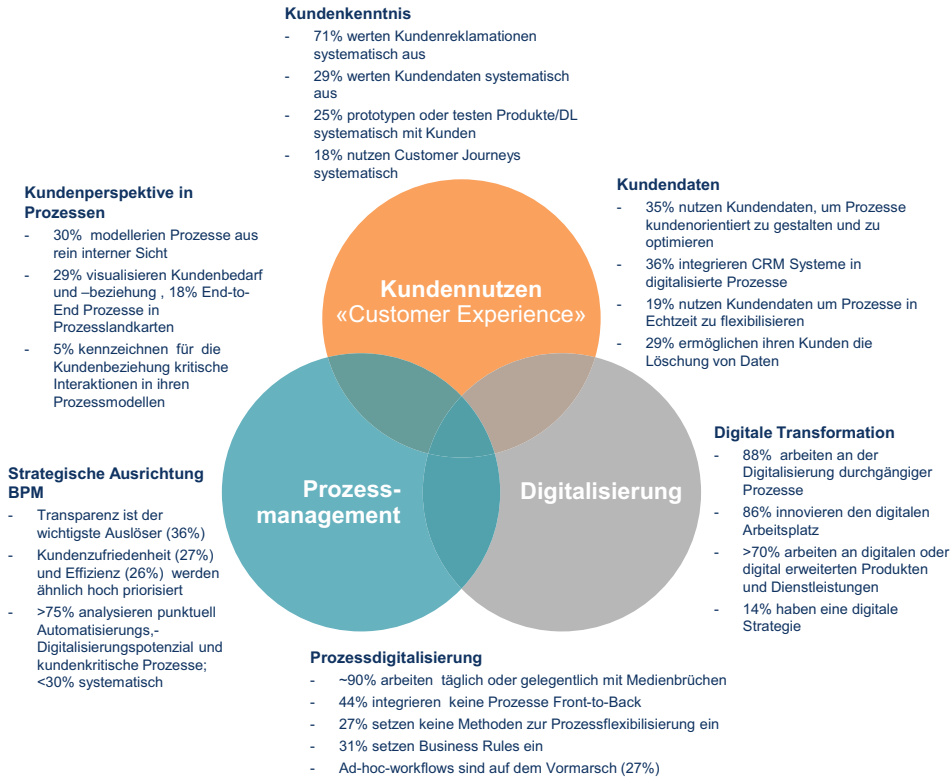 Kundenkenntnis
- 71% werten Kundenreklamationen
systematisch aus
- 29% werten Kundendaten systematisch
aus
- 25% prototypen oder testen Produkte/DL
systematisch mit Kunden
- 18% nutzen Customer Journeys
systematisch
Kundenperspektive in
Prozessen
- 30% modellieren Prozesse aus
rein interner Sicht
- 29% visualisieren Kundenbedarf
und –beziehung , 18% End-to-
End Prozesse in
Prozesslandkarten
- 5% kennzeichnen für die
Kundenbeziehung kritische
Interaktionen in ihren
Prozessmodellen
Kundendaten
- 35% nutzen Kundendaten, um Prozesse
kundenorientiert zu gestalten und zu
optimieren
- 36% integrieren CRM Systeme in
digitalisierte Prozesse
- 19% nutzen Kundendaten um Prozesse in
Echtzeit zu flexibilisieren
- 29% ermöglichen ihren Kunden die
Löschung von Daten
Kundennutzen
«Customer Experience»
Prozess-
management
Digitalisierung
Strategische Ausrichtung
BPM
- Transparenz ist der
wichtigste Auslöser (36%)
- Kundenzufriedenheit (27%)
und Effizienz (26%) werden
ähnlich hoch priorisiert
- >75% analysieren punktuell
Automatisierungs,-
Digitalisierungspotenzial und
kundenkritische Prozesse;
<30% systematisch
Digitale Transformation
- 88% arbeiten an der
Digitalisierung durchgängiger
Prozesse
- 86% innovieren den digitalen
Arbeitsplatz
- >70% arbeiten an digitalen oder
digital erweiterten Produkten
und Dienstleistungen
- 14% haben eine digitale
Strategie
Prozessdigitalisierung
- ~90% arbeiten täglich oder gelegentlich mit Medienbrüchen
- 44% integrieren keine Prozesse Front-to-Back
- 27% setzen keine Methoden zur Prozessflexibilisierung ein
- 31% setzen Business Rules ein
- Ad-hoc-workflows sind auf dem Vormarsch (27%)